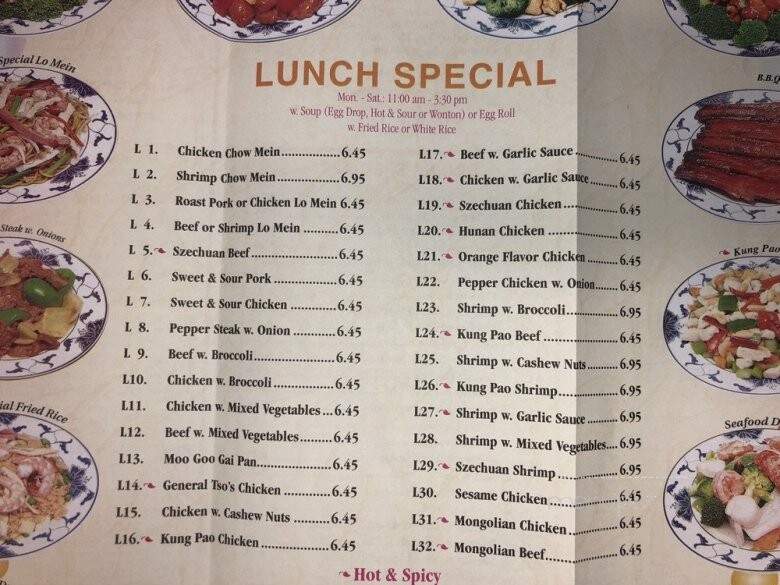 Special Lo Mein
B.B.Q
Steak w. Onions
Kung Pao
Seafood D
ial Fried Rice
LUNCH SPECIAL
Mon. - Sat.: 11:00 am - 3:30 pm
w. Soup (Egg Drop, Hot & Sour or Wonton) or Egg Roll
w. Fried Rice or White Rice
L 1. Chicken Chow Mein..............6.45
L 2. Shrimp Chow Mein...............6.95
L 3. Roast Pork or Chicken Lo Mein 6.45
L 4. Beef or Shrimp Lo Mein.........6.45
L 5. Szechuan Beef.....................6.45
L 6. Sweet & Sour Pork...............6.45
L 7. Sweet & Sour Chicken..........6.45
L 8. Pepper Steak w. Onion.........6.45
L 9. Beef w. Broccoli...................6.45
L10. Chicken w. Broccoli.............6.45
L11. Chicken w. Mixed Vegetables...6.45
L12. Beef w. Mixed Vegetables........6.45
L13. Moo Goo Gai Pan..................6.45
L14. General Tso's Chicken ............6.45
L15. Chicken w. Cashew Nuts ........6.45
L16. Kung Pao Chicken ................6.45
L17. Beef w. Garlic Sauce...........6.45
L18. Chicken w. Garlic Sauce......6.45
L19. Szechuan Chicken..............6.45
L20. Hunan Chicken..................6.45
L21. Orange Flavor Chicken........6.45
L22. Pepper Chicken w. Onion.....6.45
L23. Shrimp w. Broccoli..............6.95
L24. Kung Pao Beef....................6.45
L25. Shrimp w. Cashew Nuts........6.95
L26. Kung Pao Shrimp................6.95
L27. Shrimp w. Garlic Sauce........6.95
L28. Shrimp w. Mixed Vegetables....6.95
L29. Szechuan Shrimp................6.95
L30. Sesame Chicken..................6.45
L31. Mongolian Chicken..............6.45
L32. Mongolian Beef..................6.45
Hot & Spicy